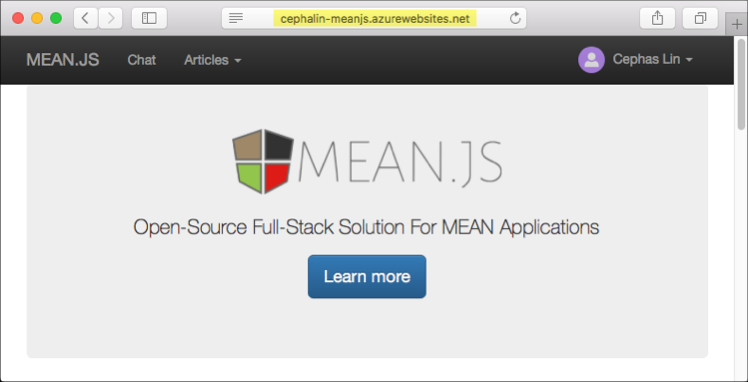 cephalin-meanjs.azurewebsites.net
MEAN.JS Chat Articles Cephas Lin
MEAN.JS
Open-Source Full-Stack Solution For MEAN Applications
Learn more